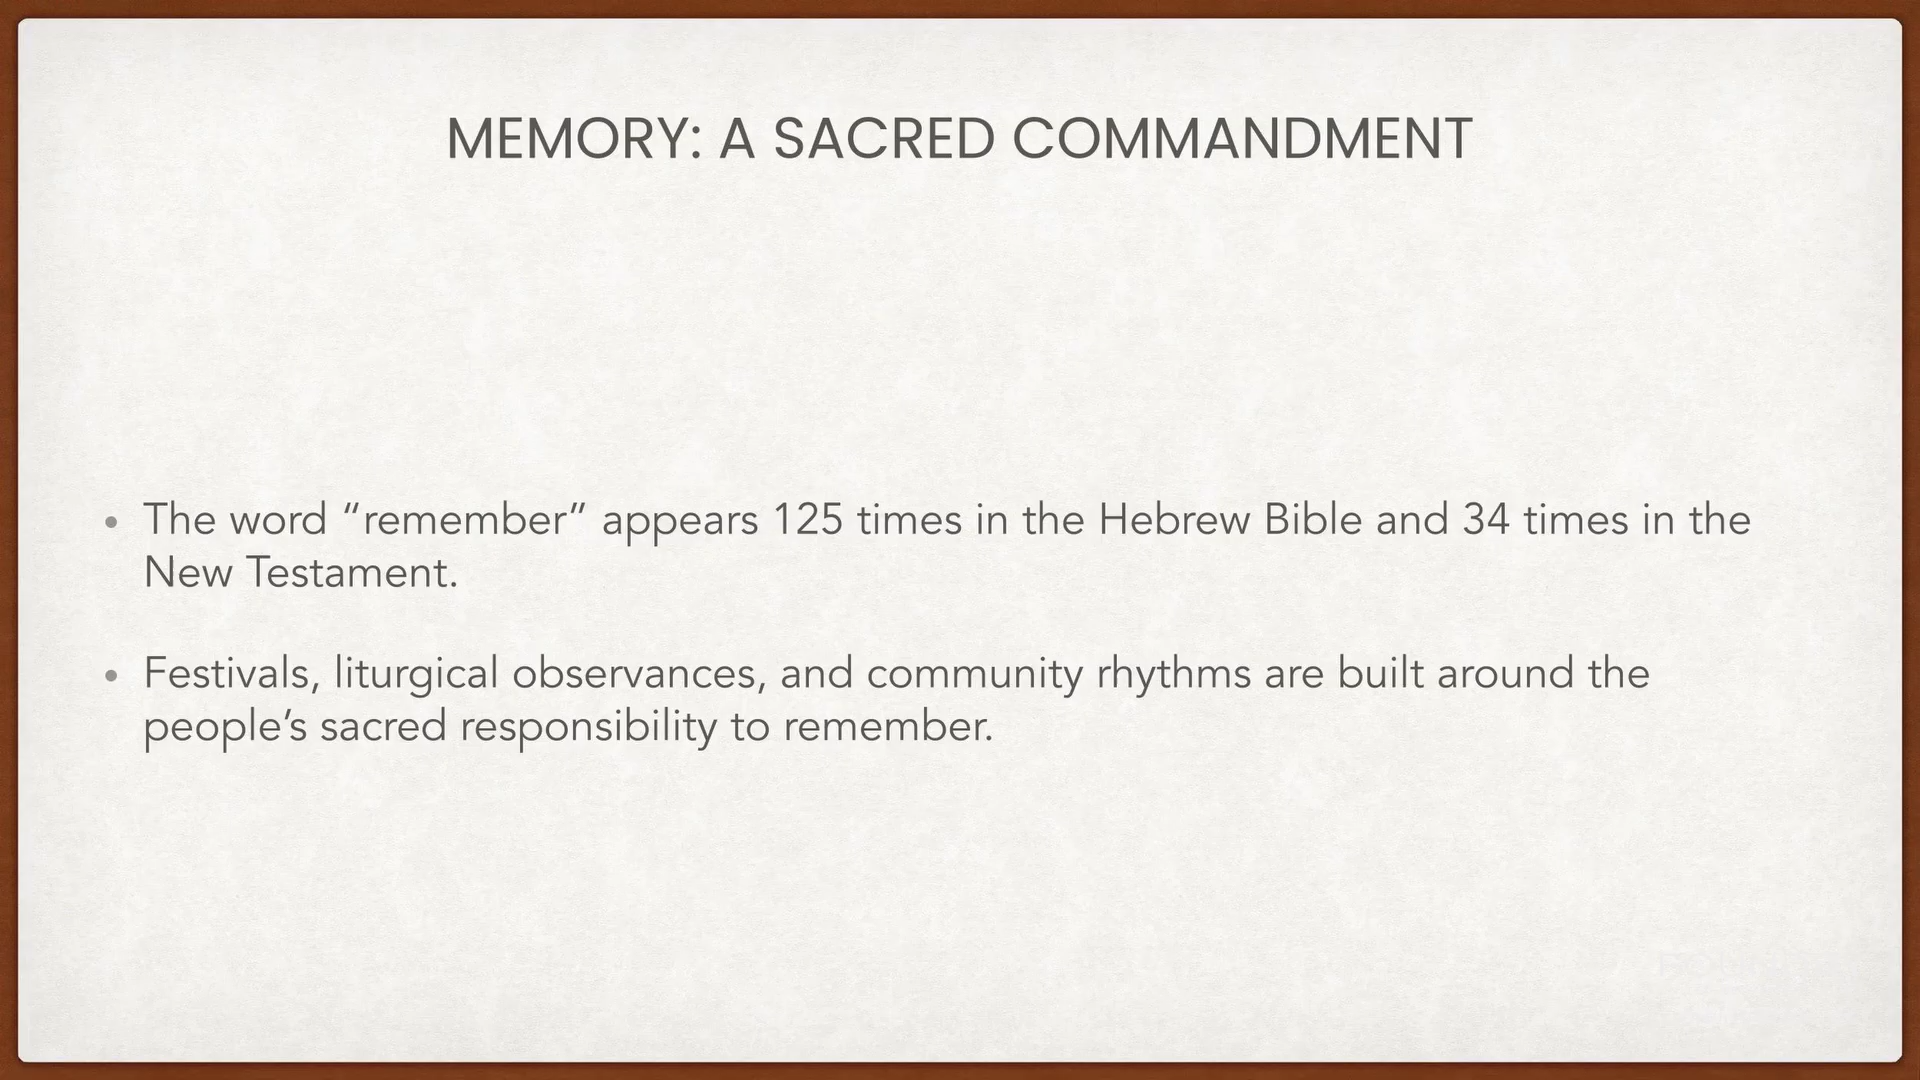 MEMORY: A SACRED COMMANDMENT
• The word “remember” appears 125 times in the Hebrew Bible and 34 times in the
New Testament.
• Festivals, liturgical observances, and community rhythms are built around the
people’s sacred responsibility to remember.